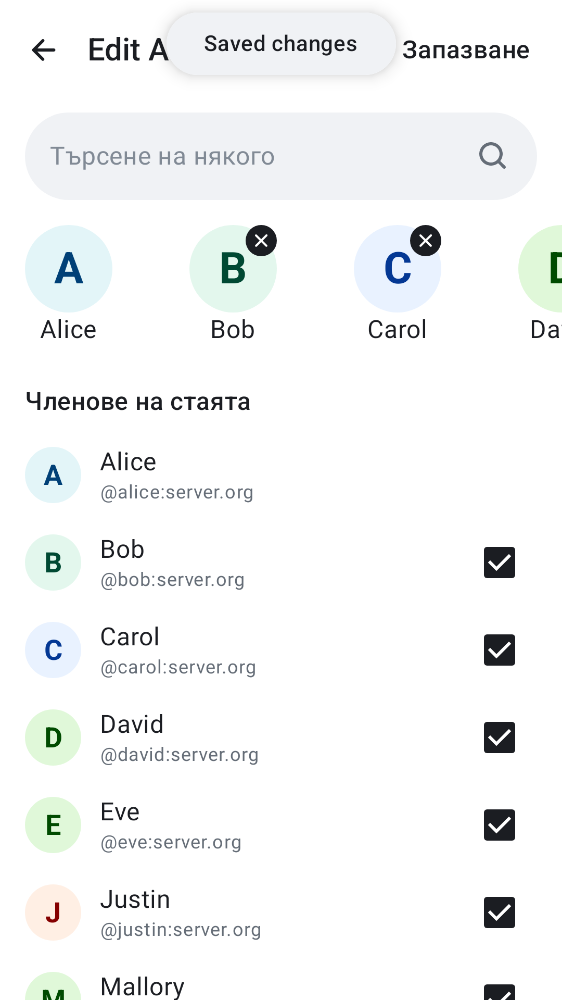 Edit A
Saved changes
Запазване
Търсене на някого
A
B
C
D
Alice
Bob
Carol
Da
Членове на стаята
A
Alice
@alice:server.org
B
Bob
@bob:server.org
C
Carol
@carol:server.org
D
David
@david:server.org
E
Eve
@eve:server.org
J
Justin
@justin:server.org
M
Mallory